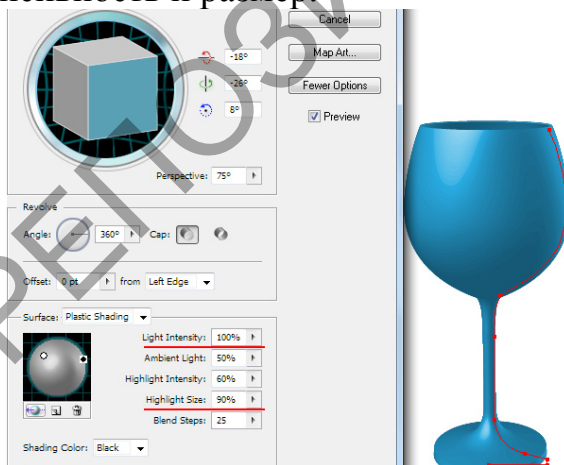 и размер.
Cancel
-18° Map Art...
-26° Fewer Options
8° Preview
Perspective: 75°
Revolve
Angle: 360° Cap:
Offset: 0 pt from Left Edge
Surface: Plastic Shading
Light Intensity: 100%
Ambient Light: 50%
Highlight Intensity: 60%
Highlight Size: 90%
Blend Steps: 25
Shading Color: Black
РЕПОЗИ